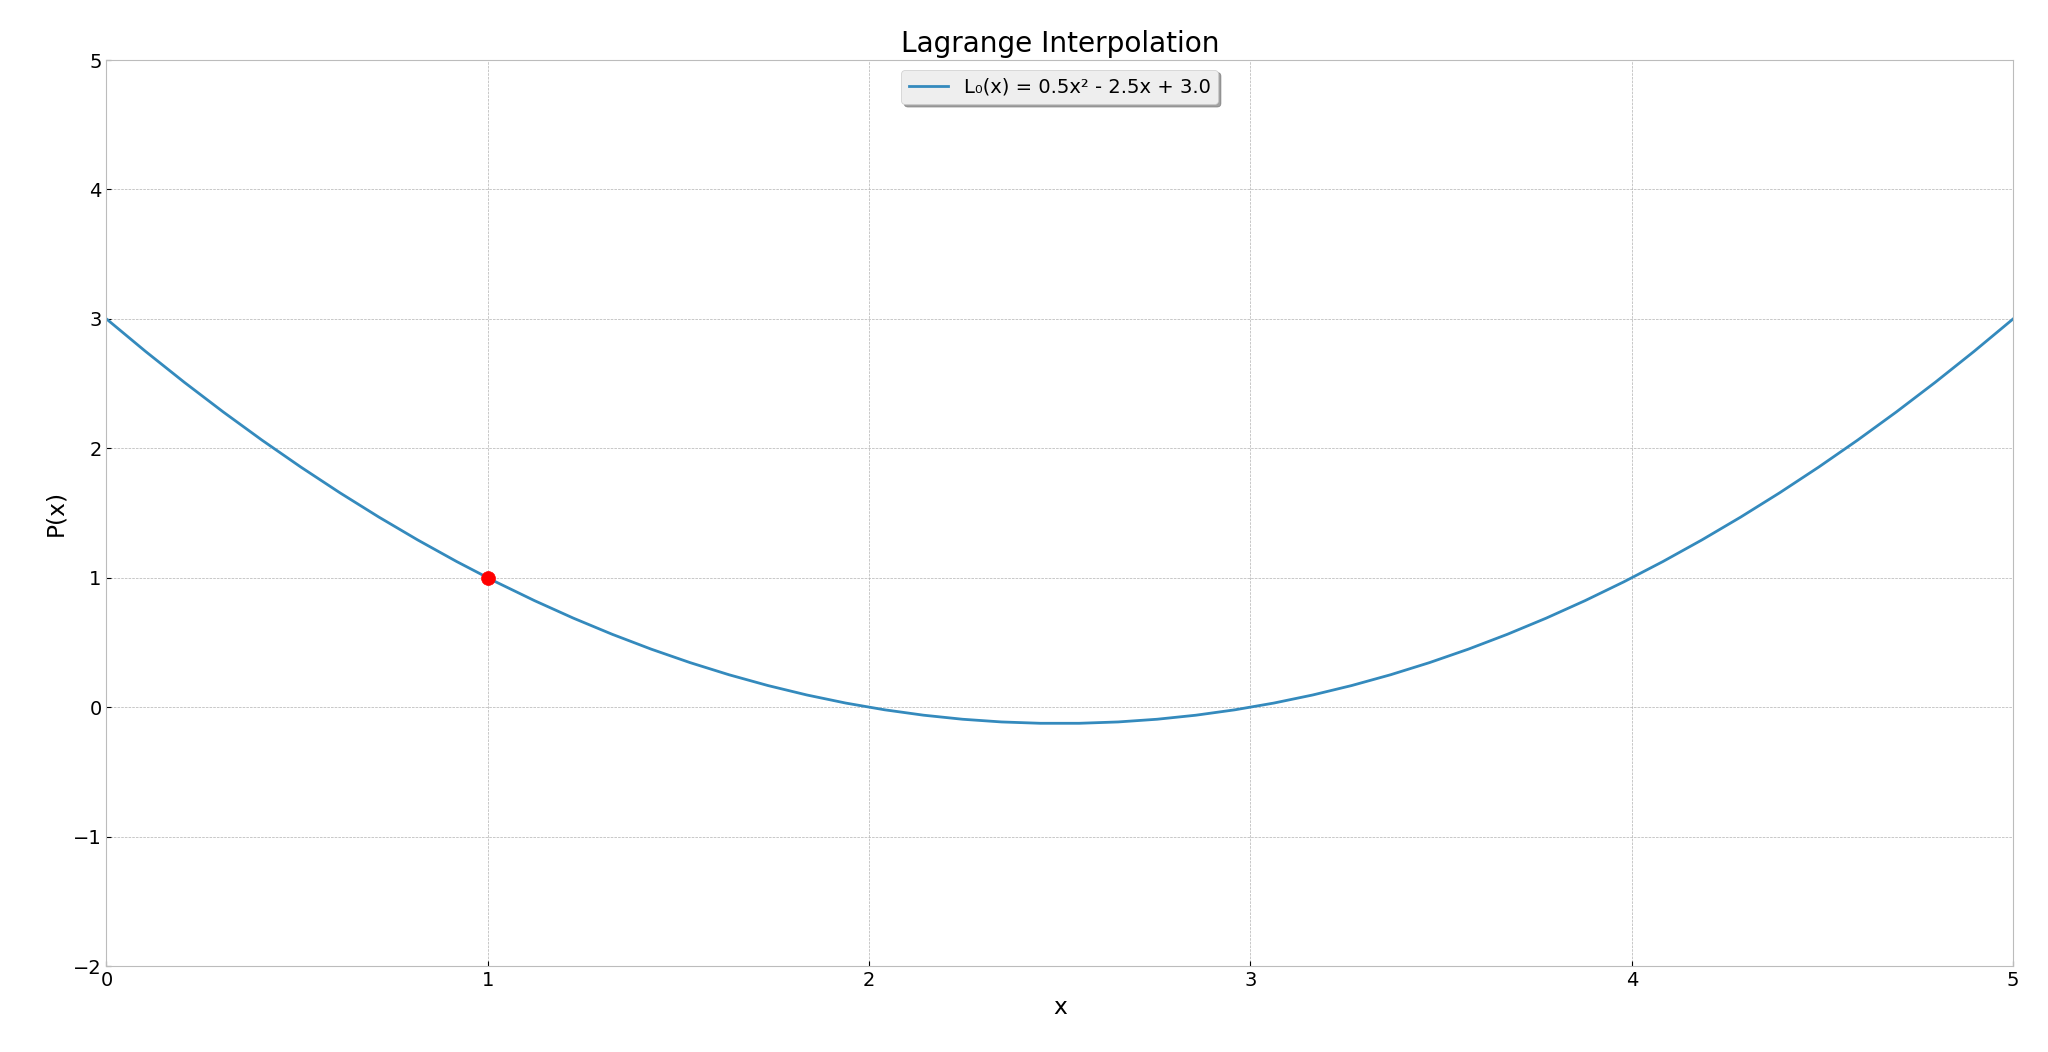 Lagrange Interpolation
L₀(x) = 0.5x² - 2.5x + 3.0
5
4
3
2
1
0
−1
−2
P(x)
0 1 2 3 4 5
x